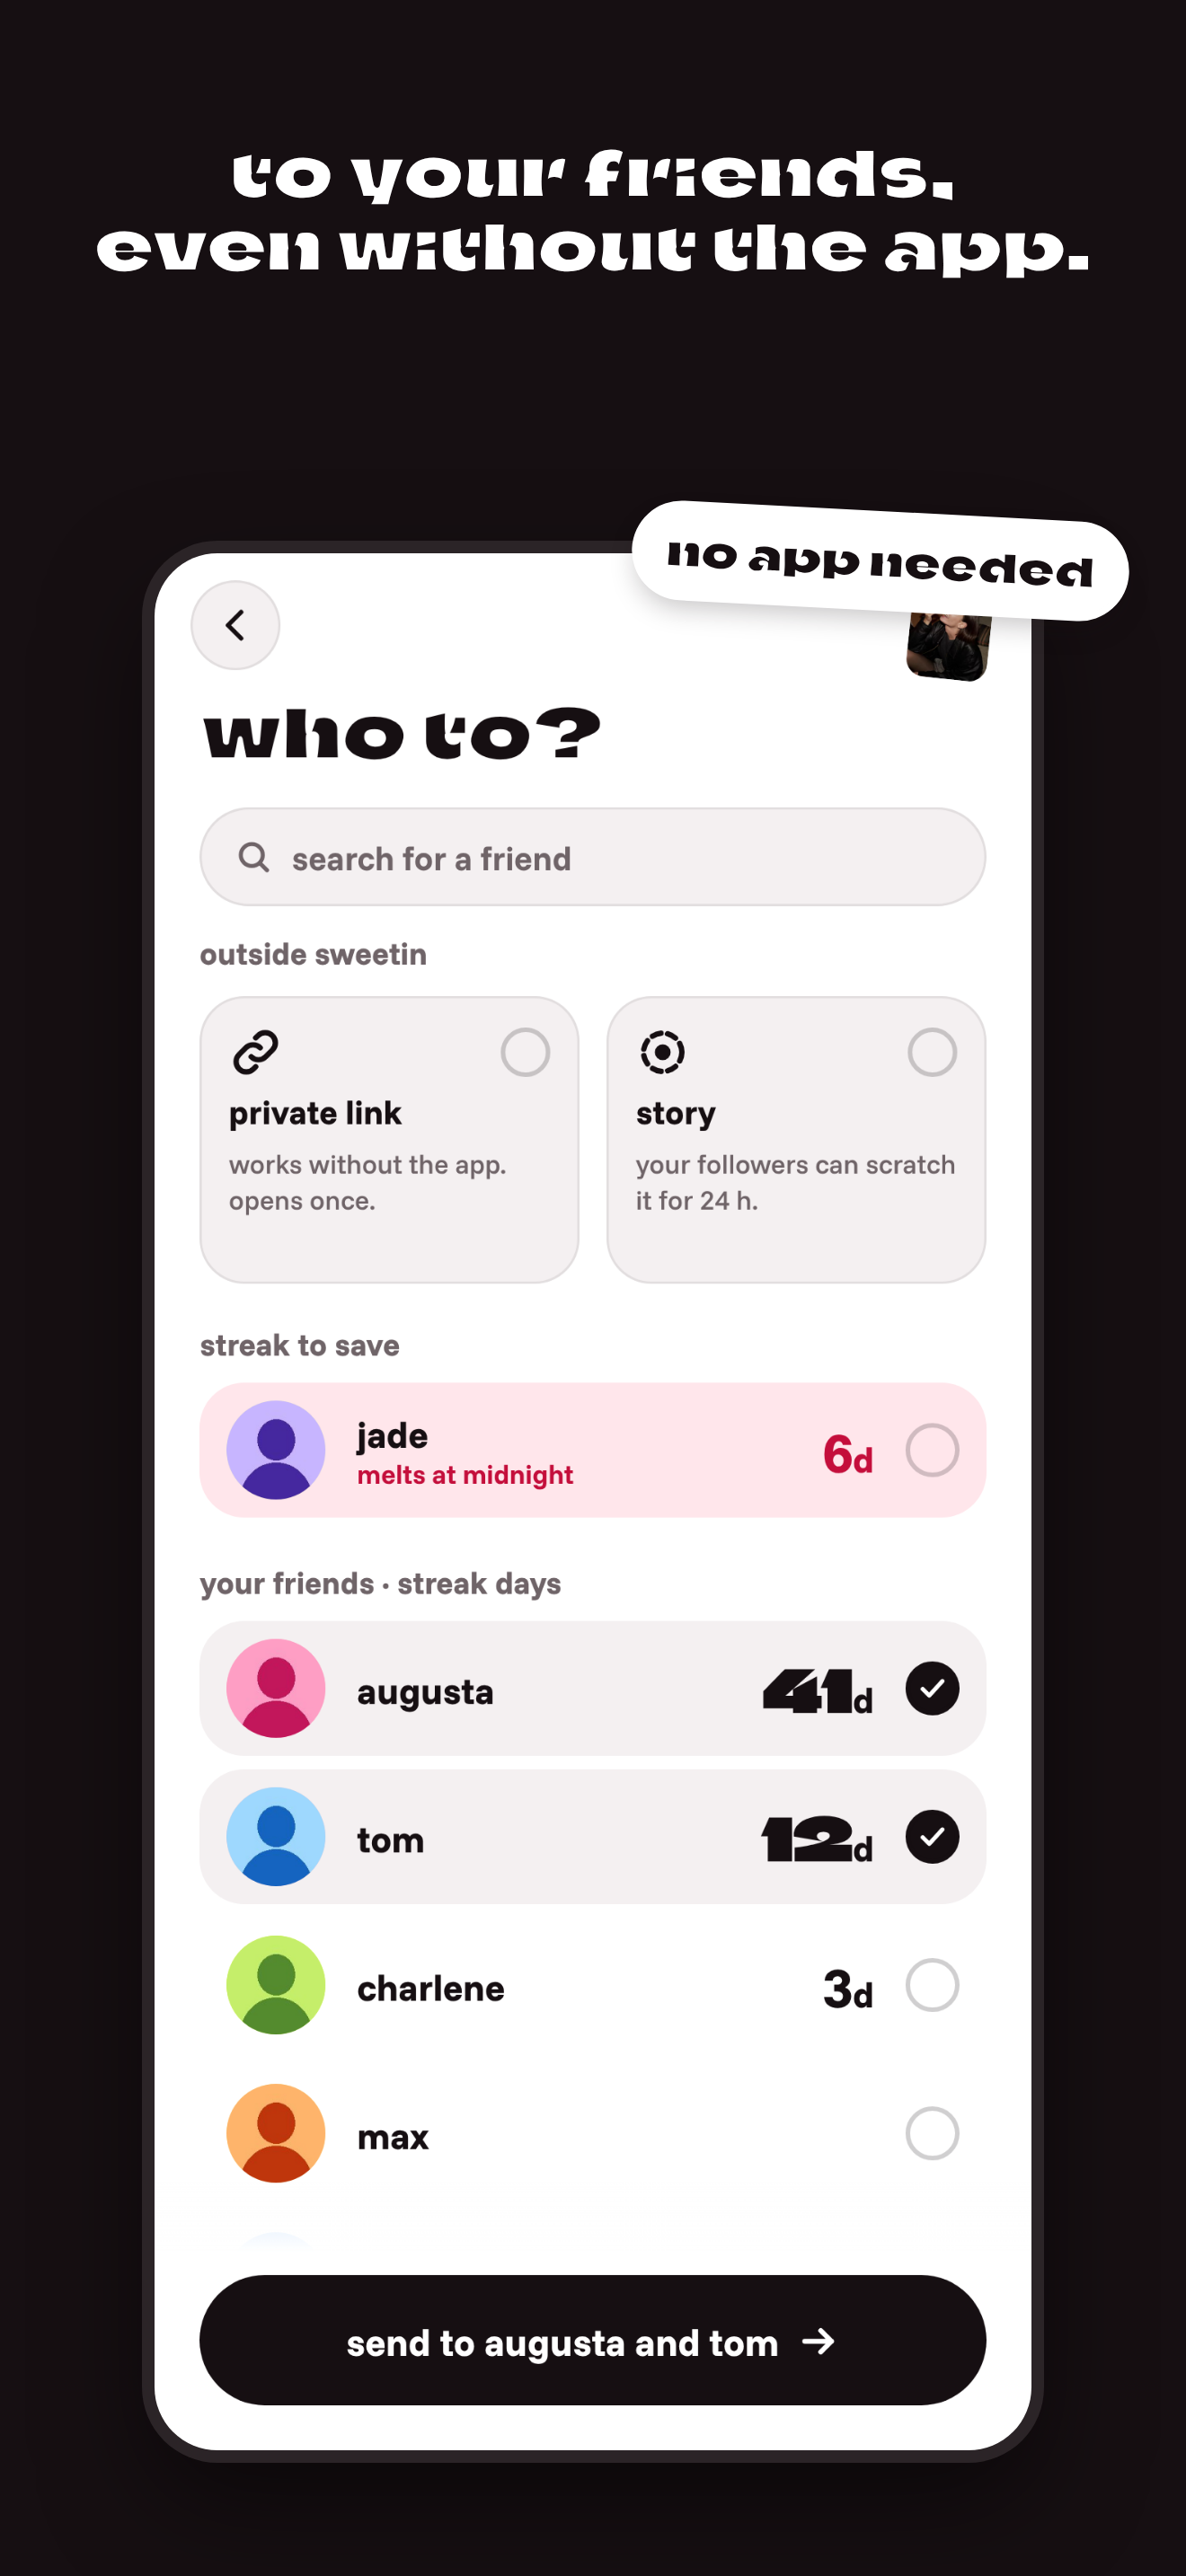 to your friends.
even without the app.
no app needed
who to?
search for a friend
outside sweetin
private link
works without the app.
opens once.
story
your followers can scratch
it for 24 h.
streak to save
jade
melts at midnight
6d
your friends · streak days
augusta
41d
tom
12d
charlene
3d
max
send to augusta and tom →